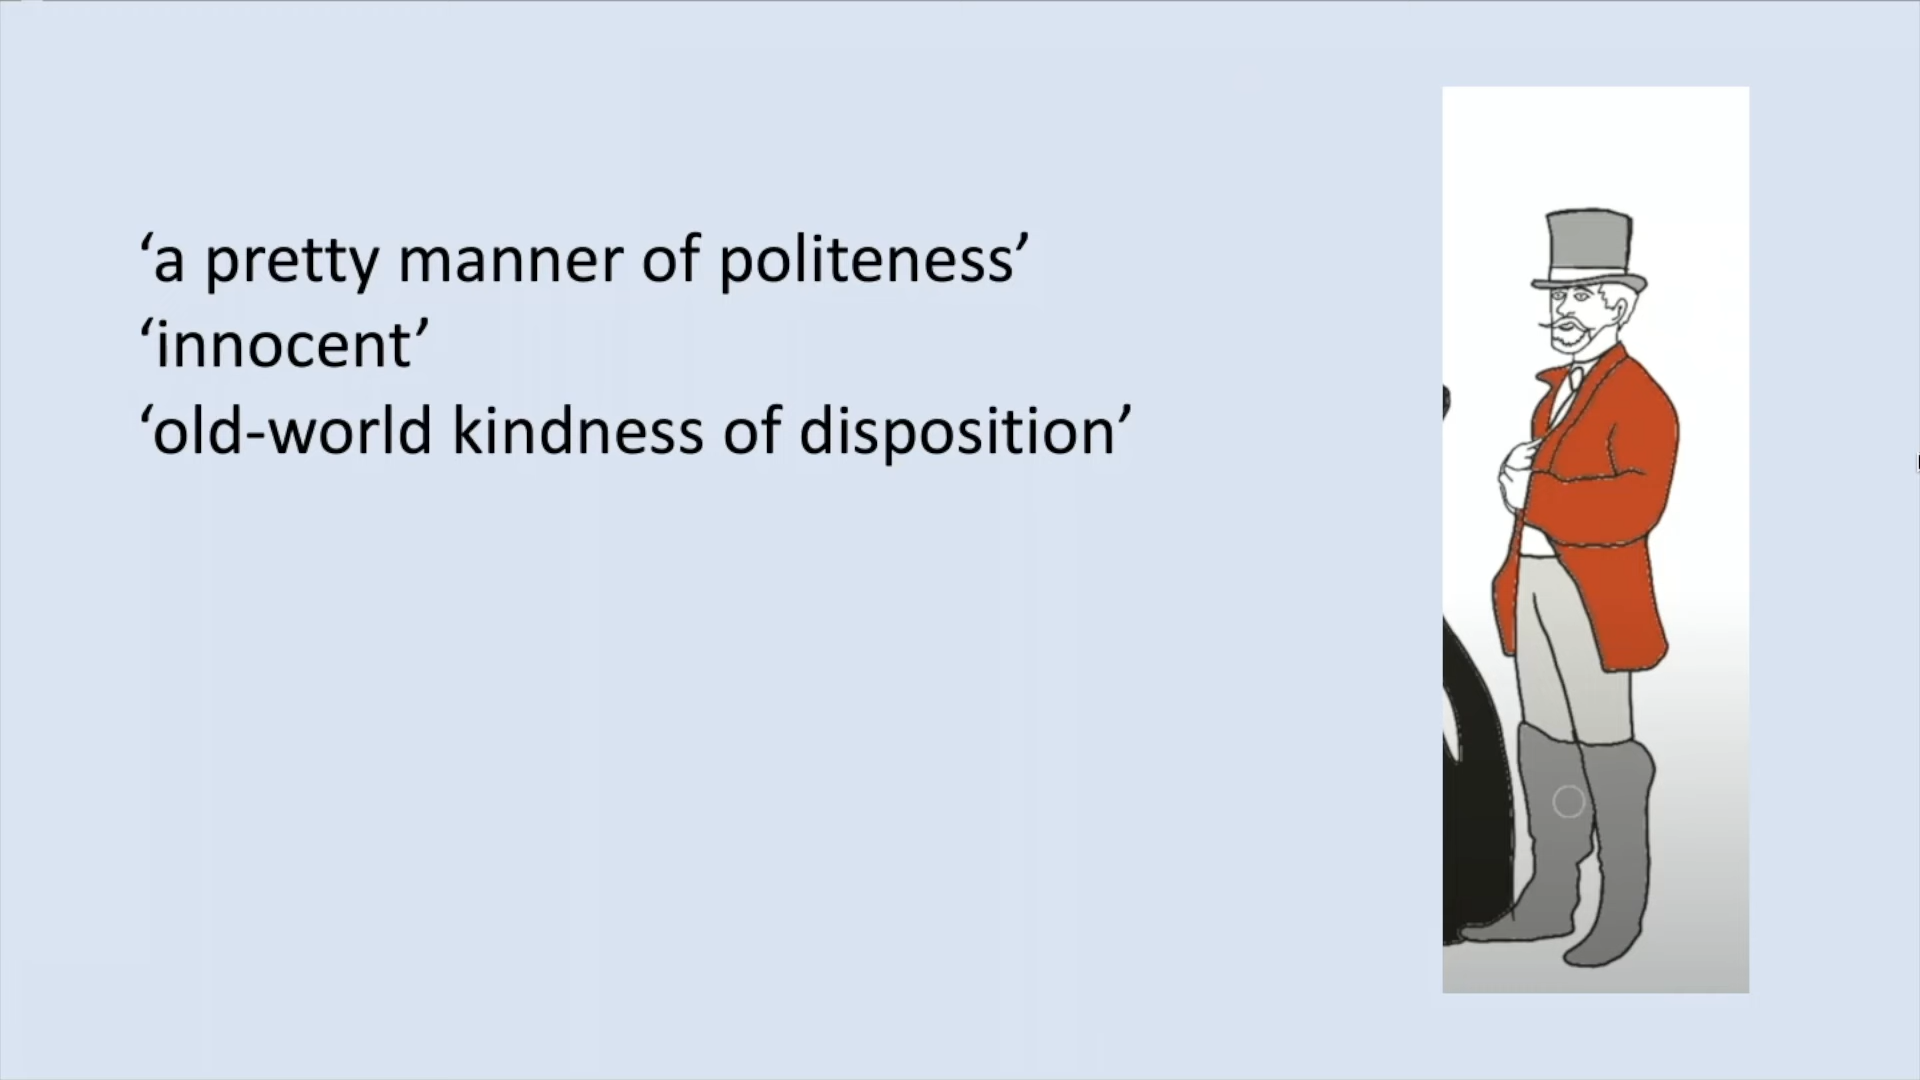 ‘a pretty manner of politeness’
‘innocent’
‘old-world kindness of disposition’